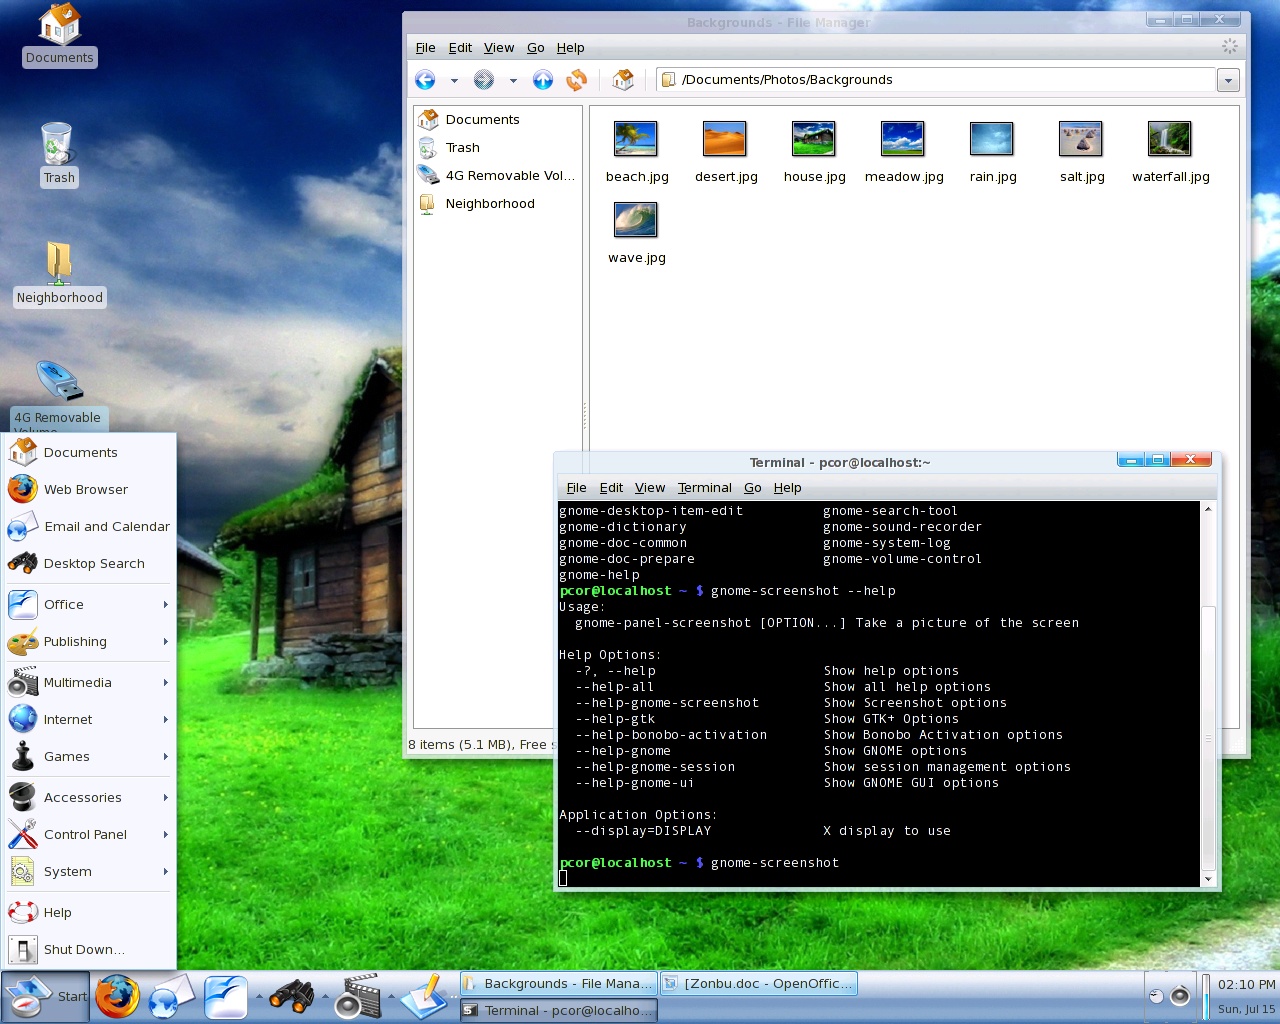 Documents
Trash
Neighborhood
4G Removable
Volume
Backgrounds - File Manager
File Edit View Go Help
/Documents/Photos/Backgrounds
Documents
Trash
4G Removable Vol...
Neighborhood
beach.jpg desert.jpg house.jpg meadow.jpg rain.jpg salt.jpg waterfall.jpg
wave.jpg
8 items (5.1 MB), Free
Terminal - pcor@localhost:~
File Edit View Terminal Go Help
gnome-desktop-item-edit gnome-search-tool
gnome-dictionary gnome-sound-recorder
gnome-doc-common gnome-system-log
gnome-doc-prepare gnome-volume-control
gnome-help
pcor@localhost ~ $ gnome-screenshot --help
Usage:
gnome-panel-screenshot [OPTION...] Take a picture of the screen
Help Options:
-?, --help Show help options
--help-all Show all help options
--help-gnome-screenshot Show Screenshot options
--help-gtk Show GTK+ Options
--help-bonobo-activation Show Bonobo Activation options
--help-gnome Show GNOME options
--help-gnome-session Show session management options
--help-gnome-ui Show GNOME GUI options
Application Options:
--display=DISPLAY X display to use
pcor@localhost ~ $ gnome-screenshot
Documents
Web Browser
Email and Calendar
Desktop Search
Office
Publishing
Multimedia
Internet
Games
Accessories
Control Panel
System
Help
Shut Down...
Start
Backgrounds - File Mana...
[Zonbu.doc - OpenOffic...
Terminal - pcor@localho...
02:10 PM
Sun, Jul 15